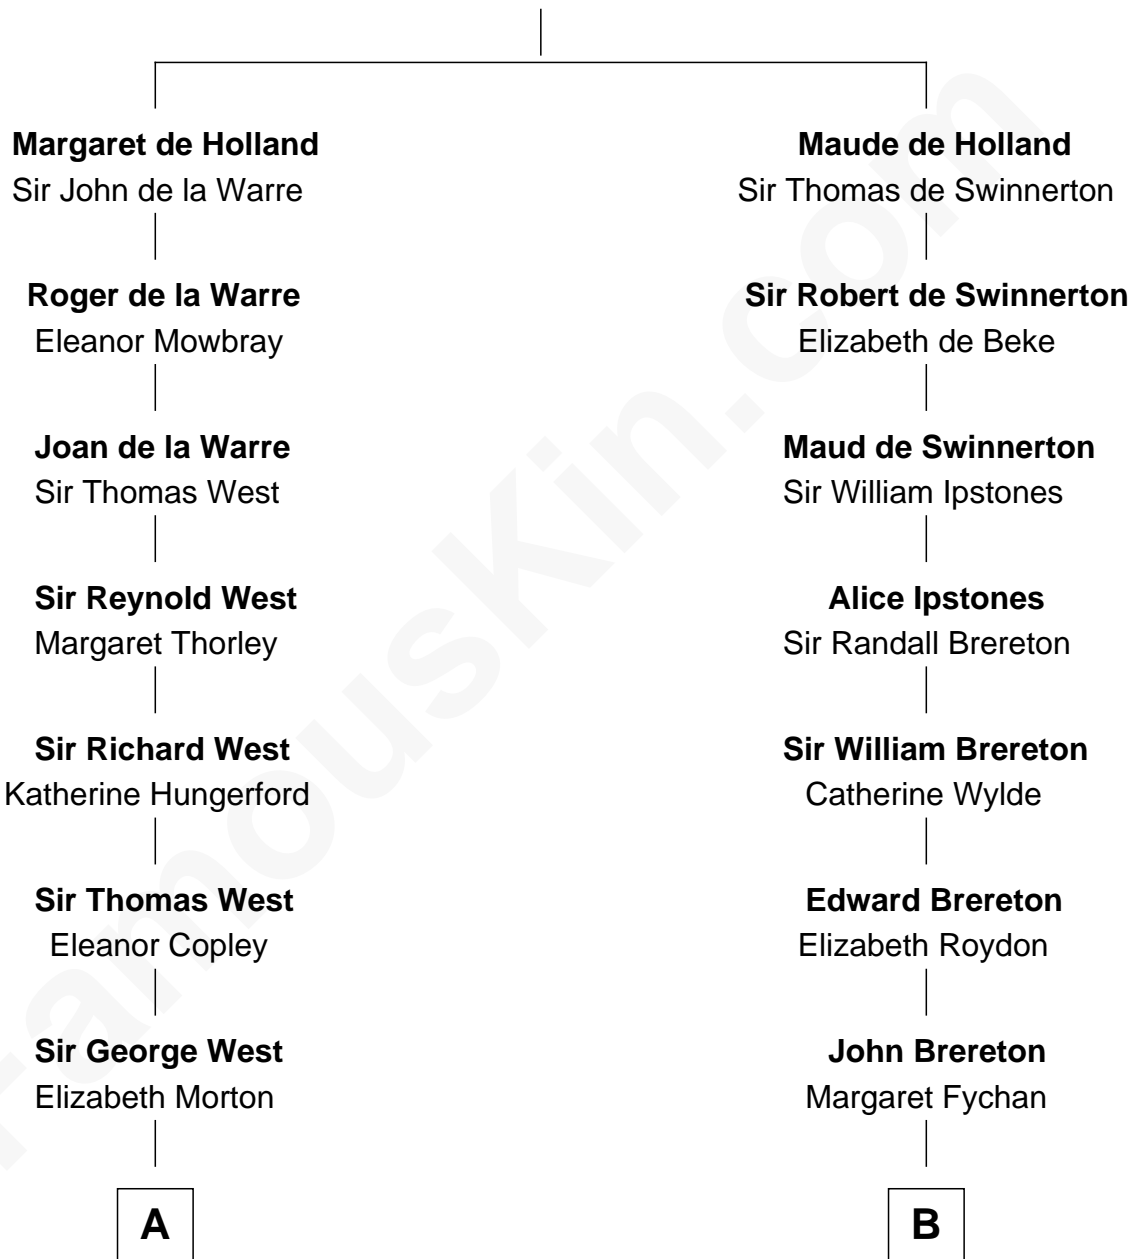 Margaret de Holland
Sir John de la Warre
Roger de la Warre
Eleanor Mowbray
Joan de la Warre
Sir Thomas West
Sir Reynold West
Margaret Thorley
Sir Richard West
Katherine Hungerford
Sir Thomas West
Eleanor Copley
Sir George West
Elizabeth Morton
A
Maude de Holland
Sir Thomas de Swinnerton
Sir Robert de Swinnerton
Elizabeth de Beke
Maud de Swinnerton
Sir William Ipstones
Alice Ipstones
Sir Randall Brereton
Sir William Brereton
Catherine Wylde
Edward Brereton
Elizabeth Roydon
John Brereton
Margaret Fychan
B
FamousKin.com